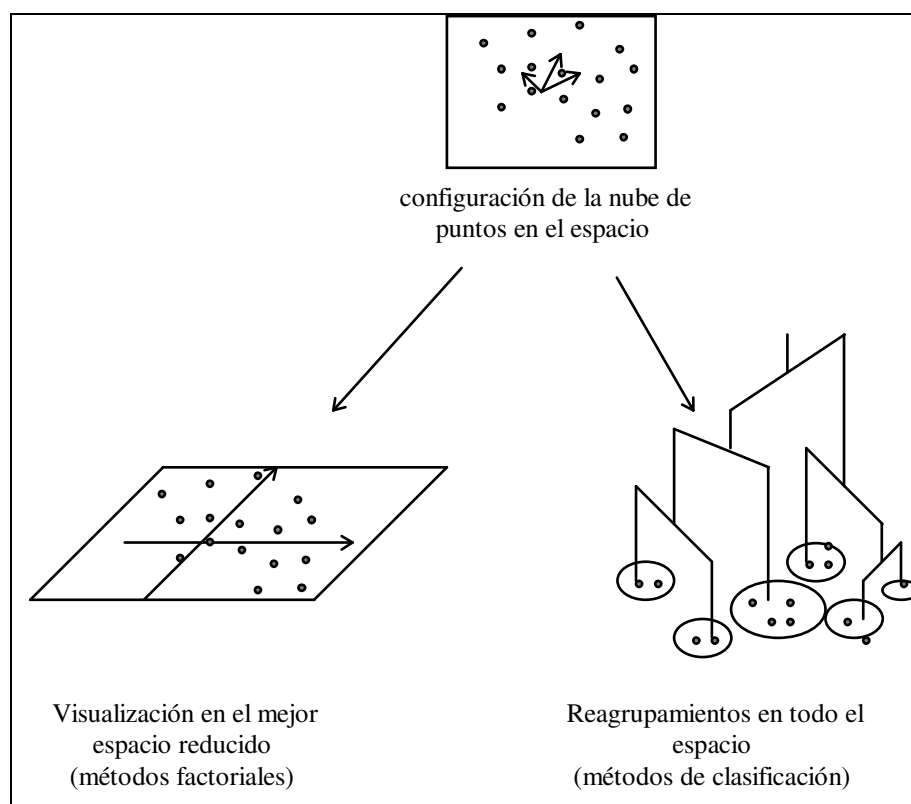 configuración de la nube de
puntos en el espacio
Visualización en el mejor
espacio reducido
(métodos factoriales)
Reagrupamientos en todo el
espacio
(métodos de clasificación)